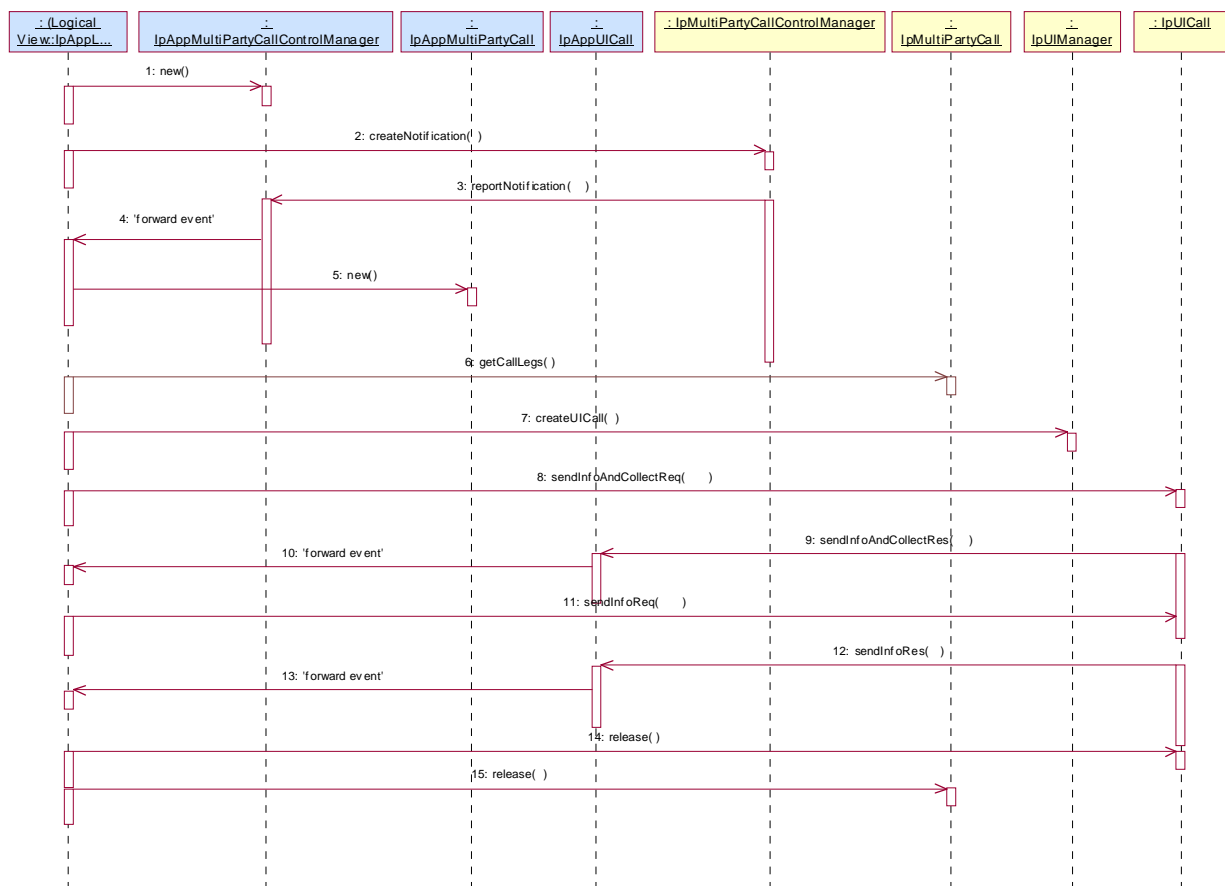 : (Logical
View::IpAppL...
:
IpAppMultiPartyCallControlManager
:
IpAppMultiPartyCall
:
IpAppUICall
: IpMultiPartyCallControlManager
:
IpMultiPartyCall
:
IpUIManager
: IpUICall
1: new()
2: createNotification( )
3: reportNotification( )
4: 'forward event'
5: new()
6: getCallLegs( )
7: createUICall( )
8: sendInfoAndCollectReq( )
9: sendInfoAndCollectRes( )
10: 'forward event'
11: sendInfoReq( )
12: sendInfoRes( )
13: 'forward event'
14: release( )
15: release( )